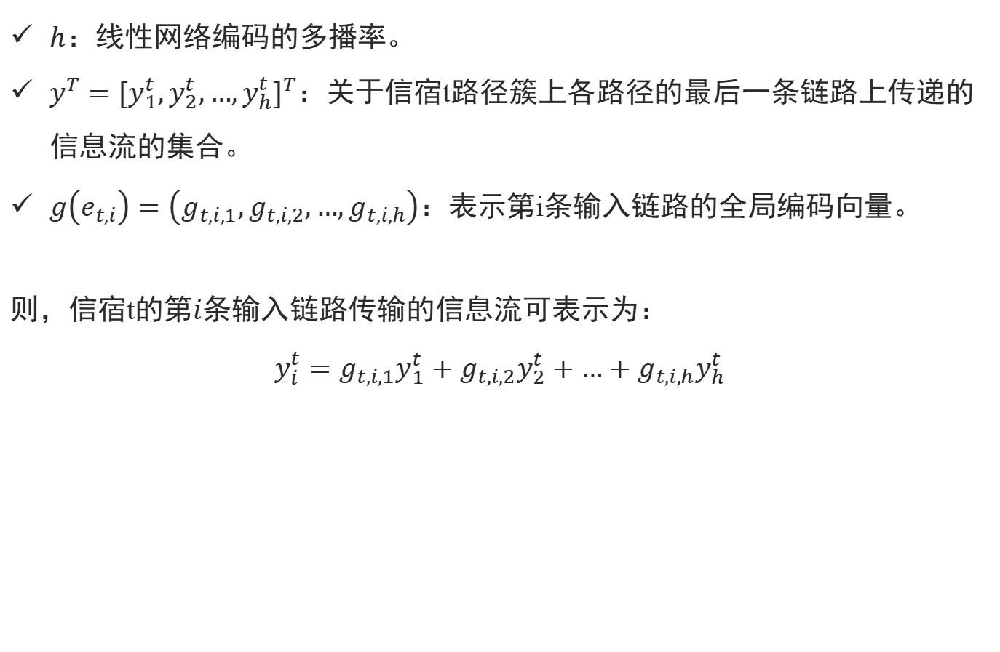 ✓ h：线性网络编码的多播率。
✓ y^T = [y_1^t, y_2^t, …, y_h^t]^T：关于信宿t路径簇上各路径的最后一条链路上传递的
信息流的集合。
✓ g(e_{t,i}) = (g_{t,i,1}, g_{t,i,2}, …, g_{t,i,h})：表示第i条输入链路的全局编码向量。
则，信宿t的第i条输入链路传输的信息流可表示为：
y_i^t = g_{t,i,1}y_1^t + g_{t,i,2}y_2^t + … + g_{t,i,h}y_h^t